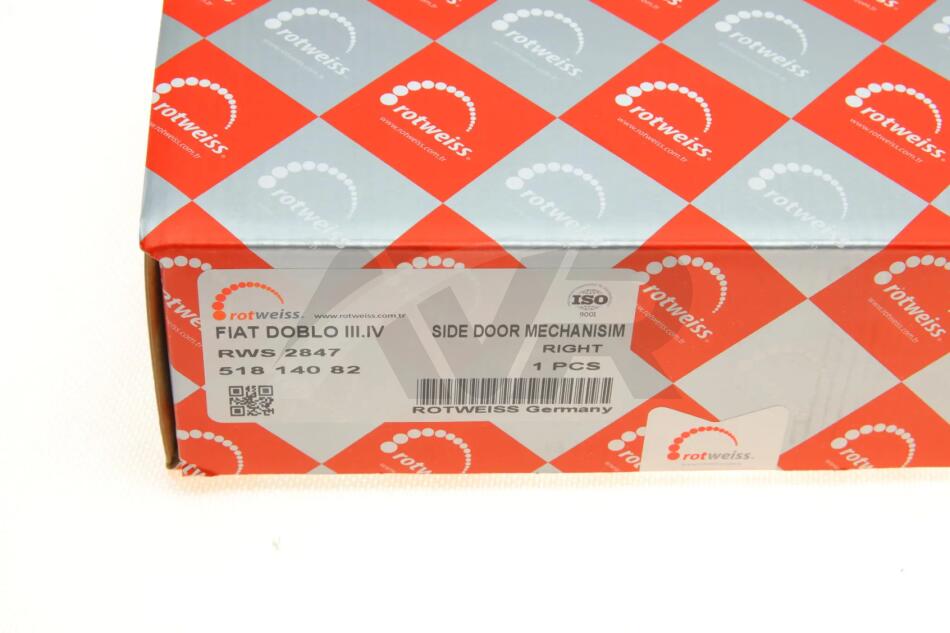 rotweiss.
www.rotweiss.com.tr
ISO
9001
FIAT DOBLO III.IV SIDE DOOR MECHANISIM
RWS 2847 RIGHT
518 140 82 1 PCS
ROTWEISS Germany
rotweiss.